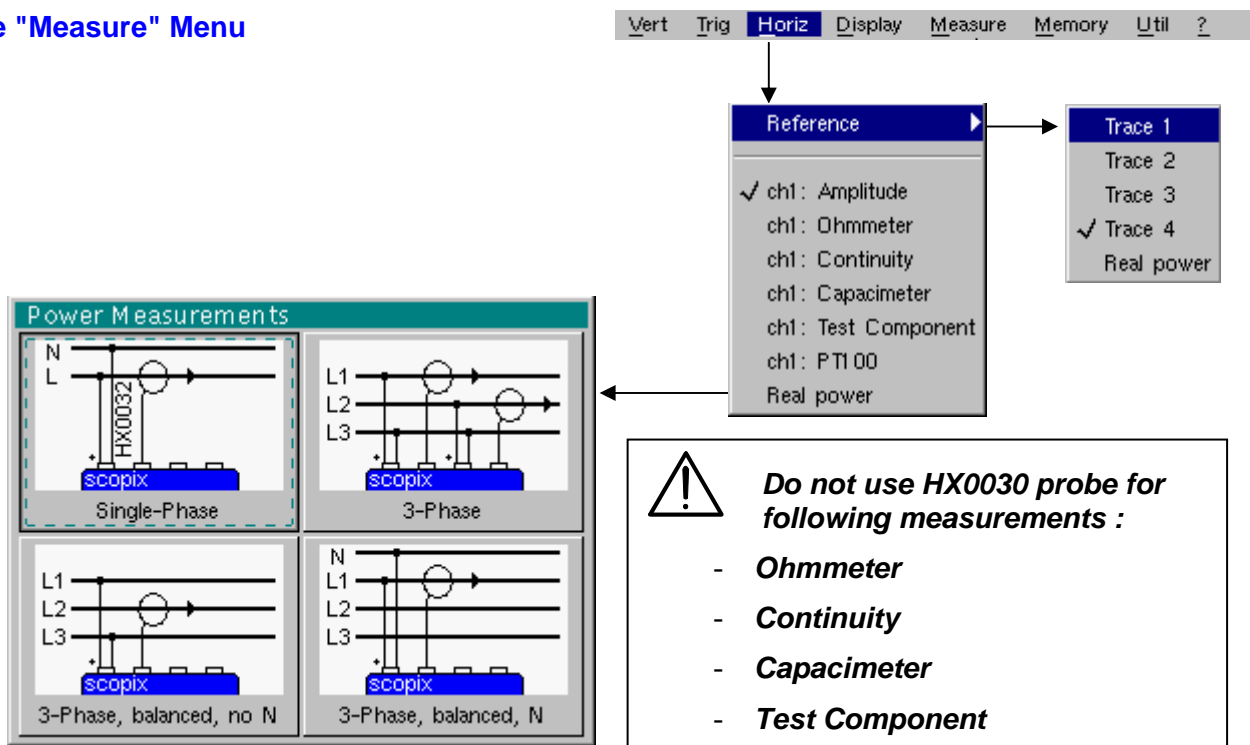 e "Measure" Menu
Vert Trig Horiz Display Measure Memory Util ?
Reference
ch1: Amplitude
ch1: Ohmmeter
ch1: Continuity
ch1: Capacimeter
ch1: Test Component
ch1: PT100
Real power
Trace 1
Trace 2
Trace 3
Trace 4
Real power
Power Measurements
N
L
HX0032
+
scopix
Single-Phase
L1
L2
L3
+ +
scopix
3-Phase
L1
L2
L3
+
scopix
3-Phase, balanced, no N
N
L1
L2
L3
+
scopix
3-Phase, balanced, N
Do not use HX0030 probe for
following measurements :
- Ohmmeter
- Continuity
- Capacimeter
- Test Component